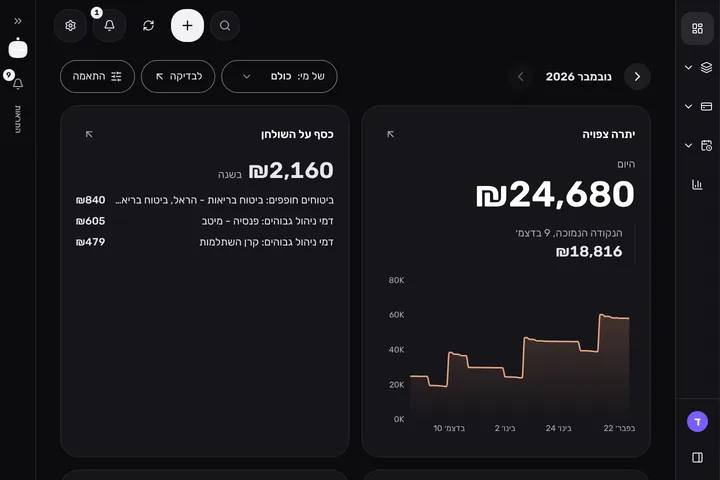 1
נובמבר 2026
של מי: כולם
לבדיקה
התאמה
9
התראות
יתרה צפויה
היום
₪24,680
הנקודה הנמוכה, 9 בדצמ׳
₪18,816
80K
60K
40K
20K
0K
10 בדצמ׳
2 בינו׳
24 בינו׳
22 בפבר׳
כסף על השולחן
₪2,160 בשנה
ביטוחים חופפים: ביטוח בריאות - הראל, ביטוח בריא... ₪840
דמי ניהול גבוהים: פנסיה - מיטב ₪605
דמי ניהול גבוהים: קרן השתלמות ₪479
ד